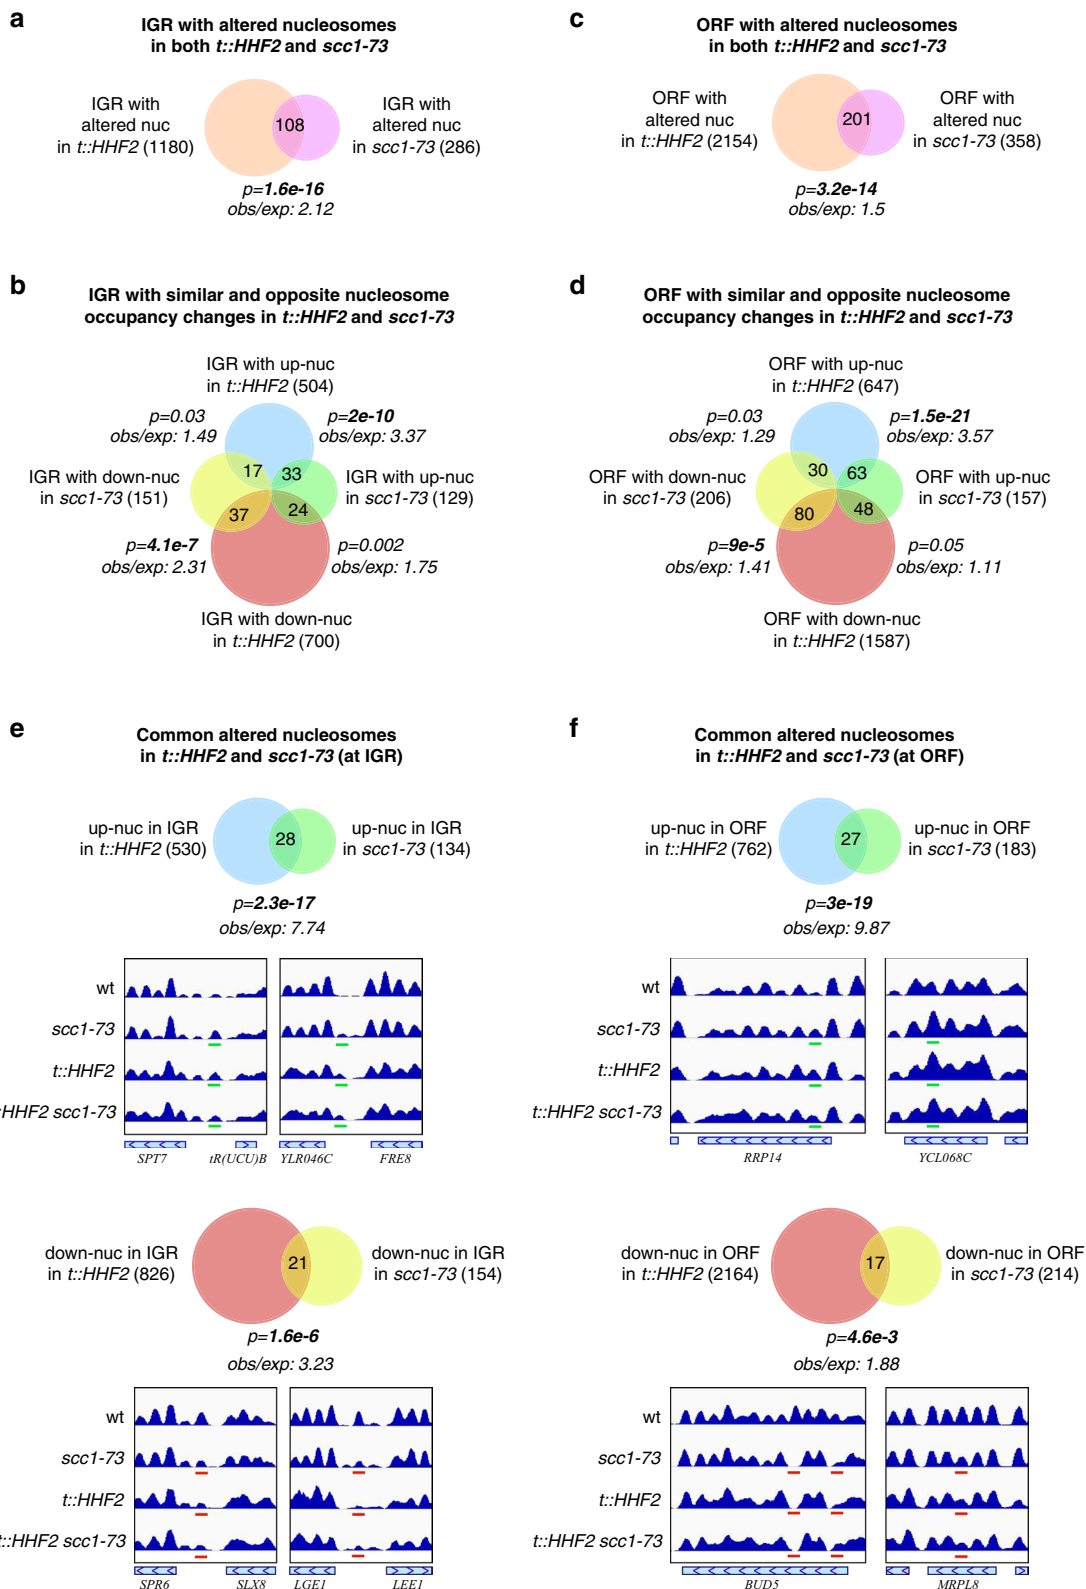 a
IGR with altered nucleosomes
in both t::HHF2 and scc1-73
IGR with
altered nuc
in t::HHF2 (1180)
108
IGR with
altered nuc
in scc1-73 (286)
p=1.6e-16
obs/exp: 2.12
c
ORF with altered nucleosomes
in both t::HHF2 and scc1-73
ORF with
altered nuc
in t::HHF2 (2154)
201
ORF with
altered nuc
in scc1-73 (358)
p=3.2e-14
obs/exp: 1.5
b
IGR with similar and opposite nucleosome
occupancy changes in t::HHF2 and scc1-73
IGR with up-nuc
in t::HHF2 (504)
p=0.03
obs/exp: 1.49
p=2e-10
obs/exp: 3.37
IGR with down-nuc
in scc1-73 (151)
17
33
IGR with up-nuc
in scc1-73 (129)
37
24
p=4.1e-7
obs/exp: 2.31
p=0.002
obs/exp: 1.75
IGR with down-nuc
in t::HHF2 (700)
d
ORF with similar and opposite nucleosome
occupancy changes in t::HHF2 and scc1-73
ORF with up-nuc
in t::HHF2 (647)
p=0.03
obs/exp: 1.29
p=1.5e-21
obs/exp: 3.57
ORF with down-nuc
in scc1-73 (206)
30
63
ORF with up-nuc
in scc1-73 (157)
80
48
p=9e-5
obs/exp: 1.41
p=0.05
obs/exp: 1.11
ORF with down-nuc
in t::HHF2 (1587)
e
Common altered nucleosomes
in t::HHF2 and scc1-73 (at IGR)
up-nuc in IGR
in t::HHF2 (530)
28
up-nuc in IGR
in scc1-73 (134)
p=2.3e-17
obs/exp: 7.74
wt
scc1-73
t::HHF2
::HHF2 scc1-73
SPT7
tR(UCU)B
YLR046C
FRE8
down-nuc in IGR
in t::HHF2 (826)
21
down-nuc in IGR
in scc1-73 (154)
p=1.6e-6
obs/exp: 3.23
wt
scc1-73
t::HHF2
t::HHF2 scc1-73
SPR6
SLX8
LGE1
LEE1
f
Common altered nucleosomes
in t::HHF2 and scc1-73 (at ORF)
up-nuc in ORF
in t::HHF2 (762)
27
up-nuc in ORF
in scc1-73 (183)
p=3e-19
obs/exp: 9.87
wt
scc1-73
t::HHF2
t::HHF2 scc1-73
RRP14
YCL068C
down-nuc in ORF
in t::HHF2 (2164)
17
down-nuc in ORF
in scc1-73 (214)
p=4.6e-3
obs/exp: 1.88
wt
scc1-73
t::HHF2
t::HHF2 scc1-73
BUD5
MRPL8